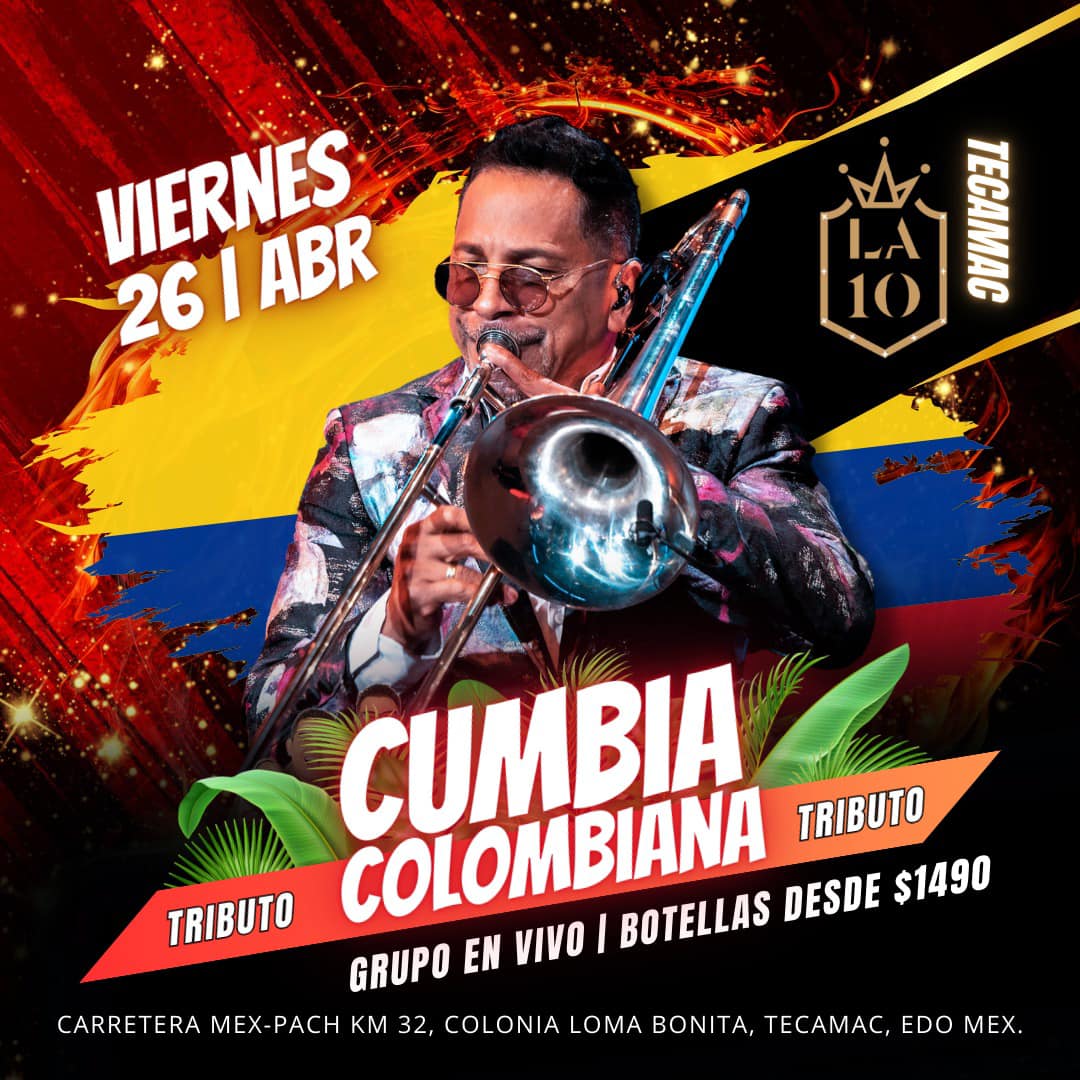 VIERNES
26 | ABR
LA
10
TECAMAC
CUMBIA
COLOMBIANA
TRIBUTO
TRIBUTO
GRUPO EN VIVO | BOTELLAS DESDE $1490
CARRETERA MEX-PACH KM 32, COLONIA LOMA BONITA, TECAMAC, EDO MEX.